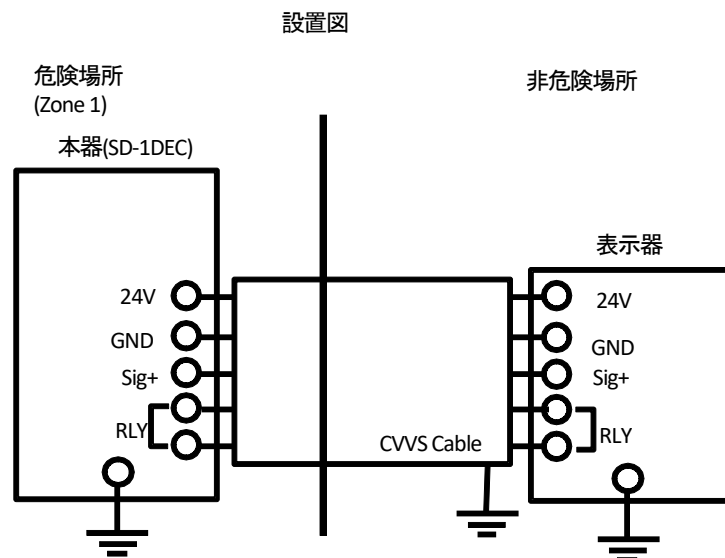 設置図
危険場所
(Zone 1)
非危険場所
本器(SD-1DEC)
表示器
24V
GND
Sig+
RLY
CVVS Cable
24V
GND
Sig+
RLY